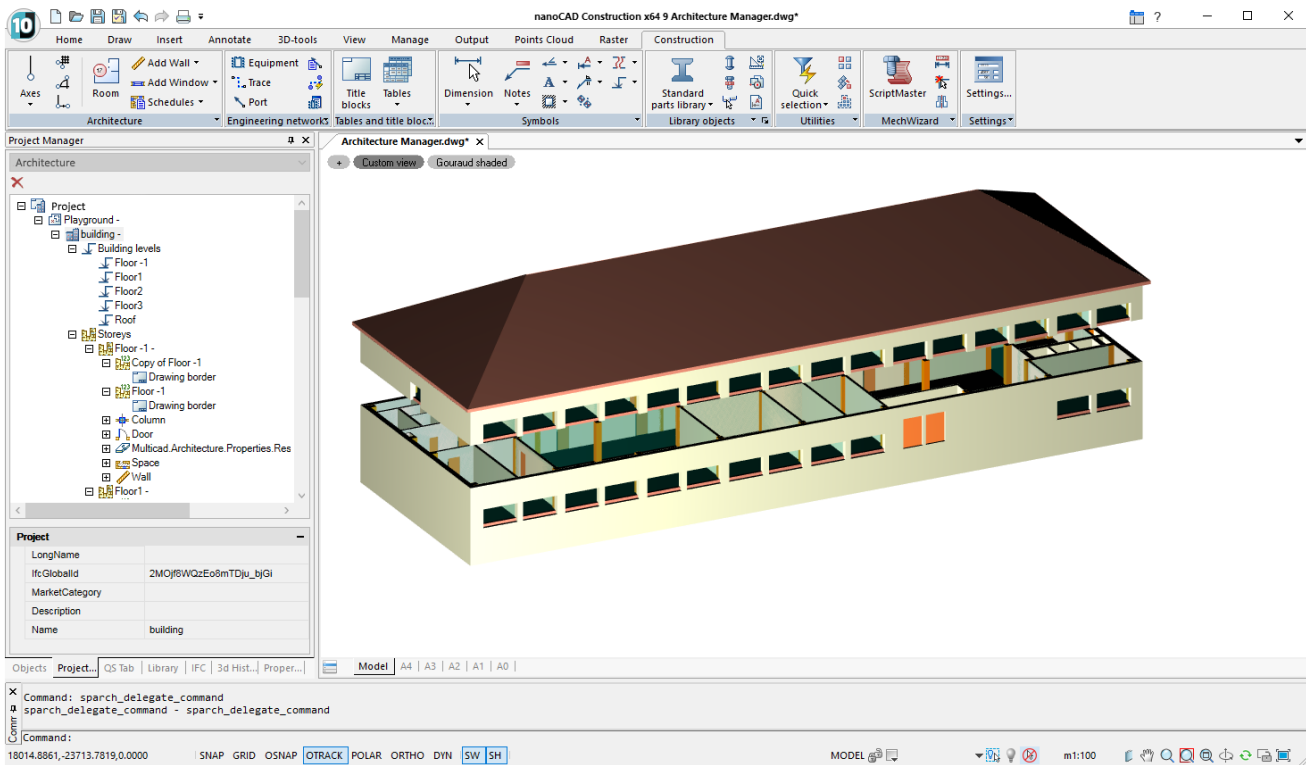 10
nanoCAD Construction x64 9 Architecture Manager.dwg*
?
Home Draw Insert Annotate 3D-tools View Manage Output Points Cloud Raster Construction
Axes
Room
Add Wall
Add Window
Schedules
Architecture
Equipment
Trace
Port
Engineering networks
Title blocks
Tables
Tables and title bloc...
Dimension
Notes
A
A
Symbols
Standard parts library
Library objects
Quick selection
Utilities
ScriptMaster
MechWizard
Settings...
Settings
Project Manager
Architecture Manager.dwg*
Architecture
+ Custom view Gouraud shaded
Project
Playground -
building -
Building levels
Floor -1
Floor1
Floor2
Floor3
Roof
Storeys
Floor -1 -
Copy of Floor -1
Drawing border
Floor -1
Drawing border
Column
Door
Multicad.Architecture.Properties.Res
Space
Wall
Floor1 -
Project
LongName
IfcGlobalId 2MOjf8WQzEo8mTDju_bjGi
MarketCategory
Description
Name building
Objects Project... QS Tab Library IFC 3d Hist... Proper...
Model A4 A3 A2 A1 A0
Comm
Command: sparch_delegate_command
sparch_delegate_command - sparch_delegate_command
Command:
18014.8861,-23713.7819,0.0000 SNAP GRID OSNAP OTRACK POLAR ORTHO DYN SW SH MODEL m1:100